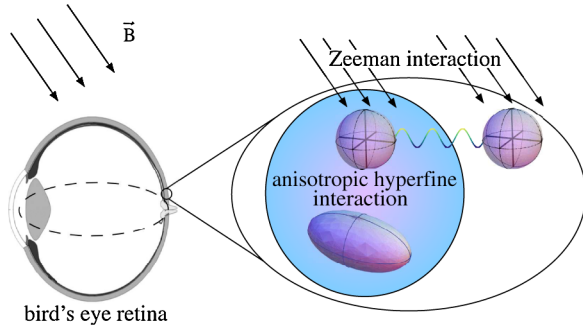 B
Zeeman interaction
anisotropic hyperfine
interaction
bird's eye retina